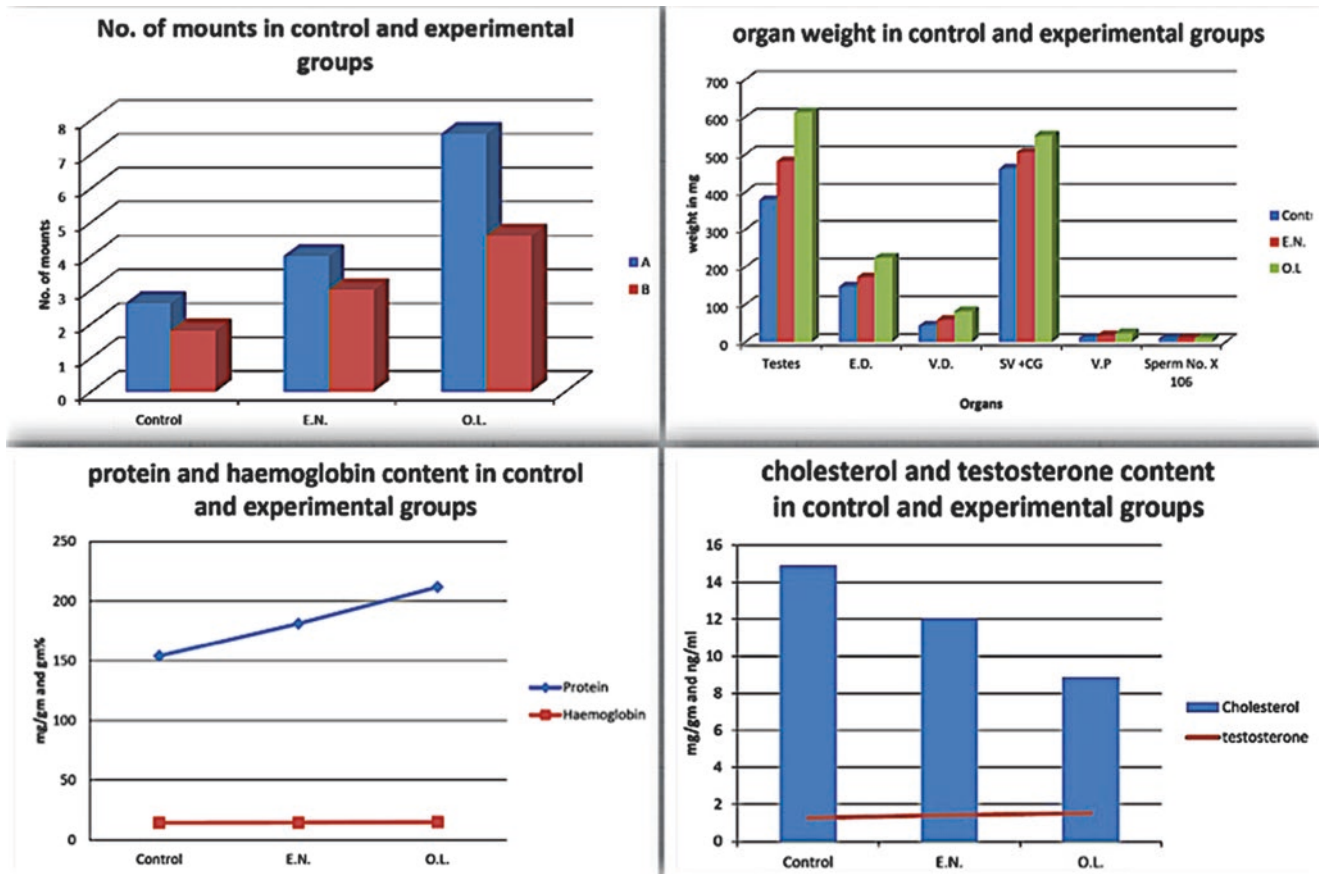 No. of mounts in control and experimental
groups
No. of mounts
8
7
6
5
4
3
2
1
0
Control E.N. O.L.
A
B
organ weight in control and experimental groups
weight in mg
700
600
500
400
300
200
100
0
Testes E.D. V.D. SV +CG V.P Sperm No. X
106
Organs
Conti
E.N.
O.L
protein and haemoglobin content in control
and experimental groups
mg/gm and gm%
250
200
150
100
50
0
Control E.N. O.L.
Protein
Haemoglobin
cholesterol and testosterone content
in control and experimental groups
mg/gm and ng/ml
16
14
12
10
8
6
4
2
0
Control E.N. O.L.
Cholesterol
testosterone